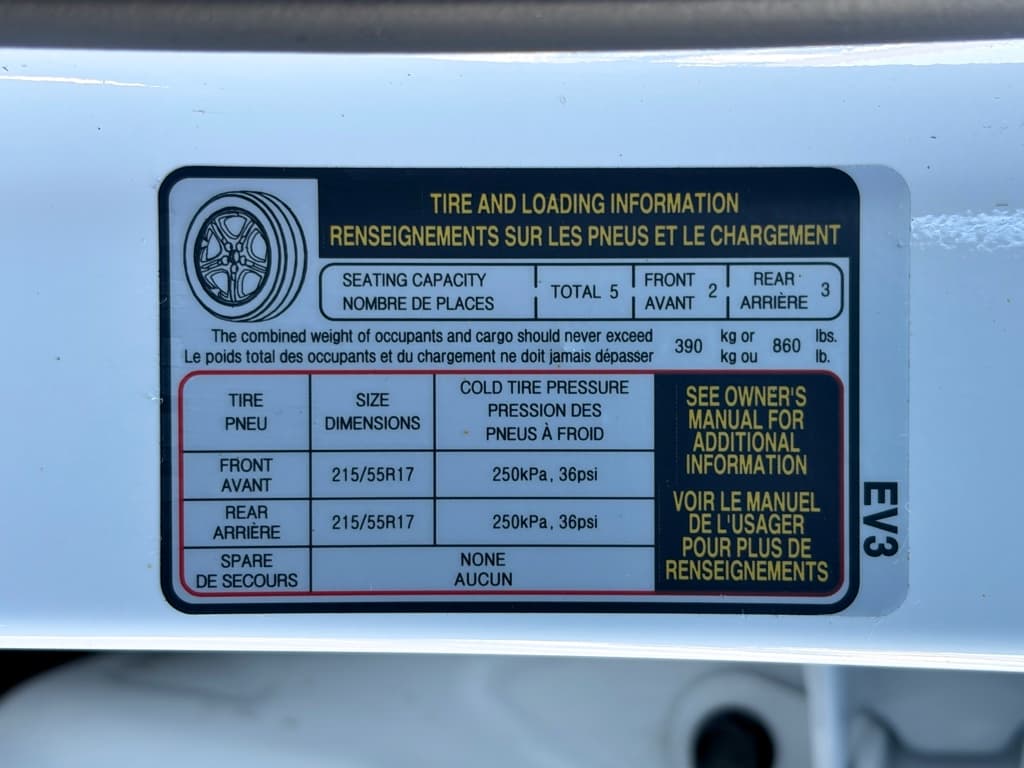 TIRE AND LOADING INFORMATION
RENSEIGNEMENTS SUR LES PNEUS ET LE CHARGEMENT
SEATING CAPACITY
NOMBRE DE PLACES
TOTAL 5
FRONT
AVANT
2
REAR
ARRIÈRE
3
The combined weight of occupants and cargo should never exceed
Le poids total des occupants et du chargement ne doit jamais dépasser
390
kg or
kg ou
860
lbs.
lb.
TIRE
PNEU
SIZE
DIMENSIONS
COLD TIRE PRESSURE
PRESSION DES
PNEUS À FROID
FRONT
AVANT
215/55R17
250kPa, 36psi
REAR
ARRIÈRE
215/55R17
250kPa, 36psi
SPARE
DE SECOURS
NONE
AUCUN
SEE OWNER'S
MANUAL FOR
ADDITIONAL
INFORMATION
VOIR LE MANUEL
DE L'USAGER
POUR PLUS DE
RENSEIGNEMENTS
EV3